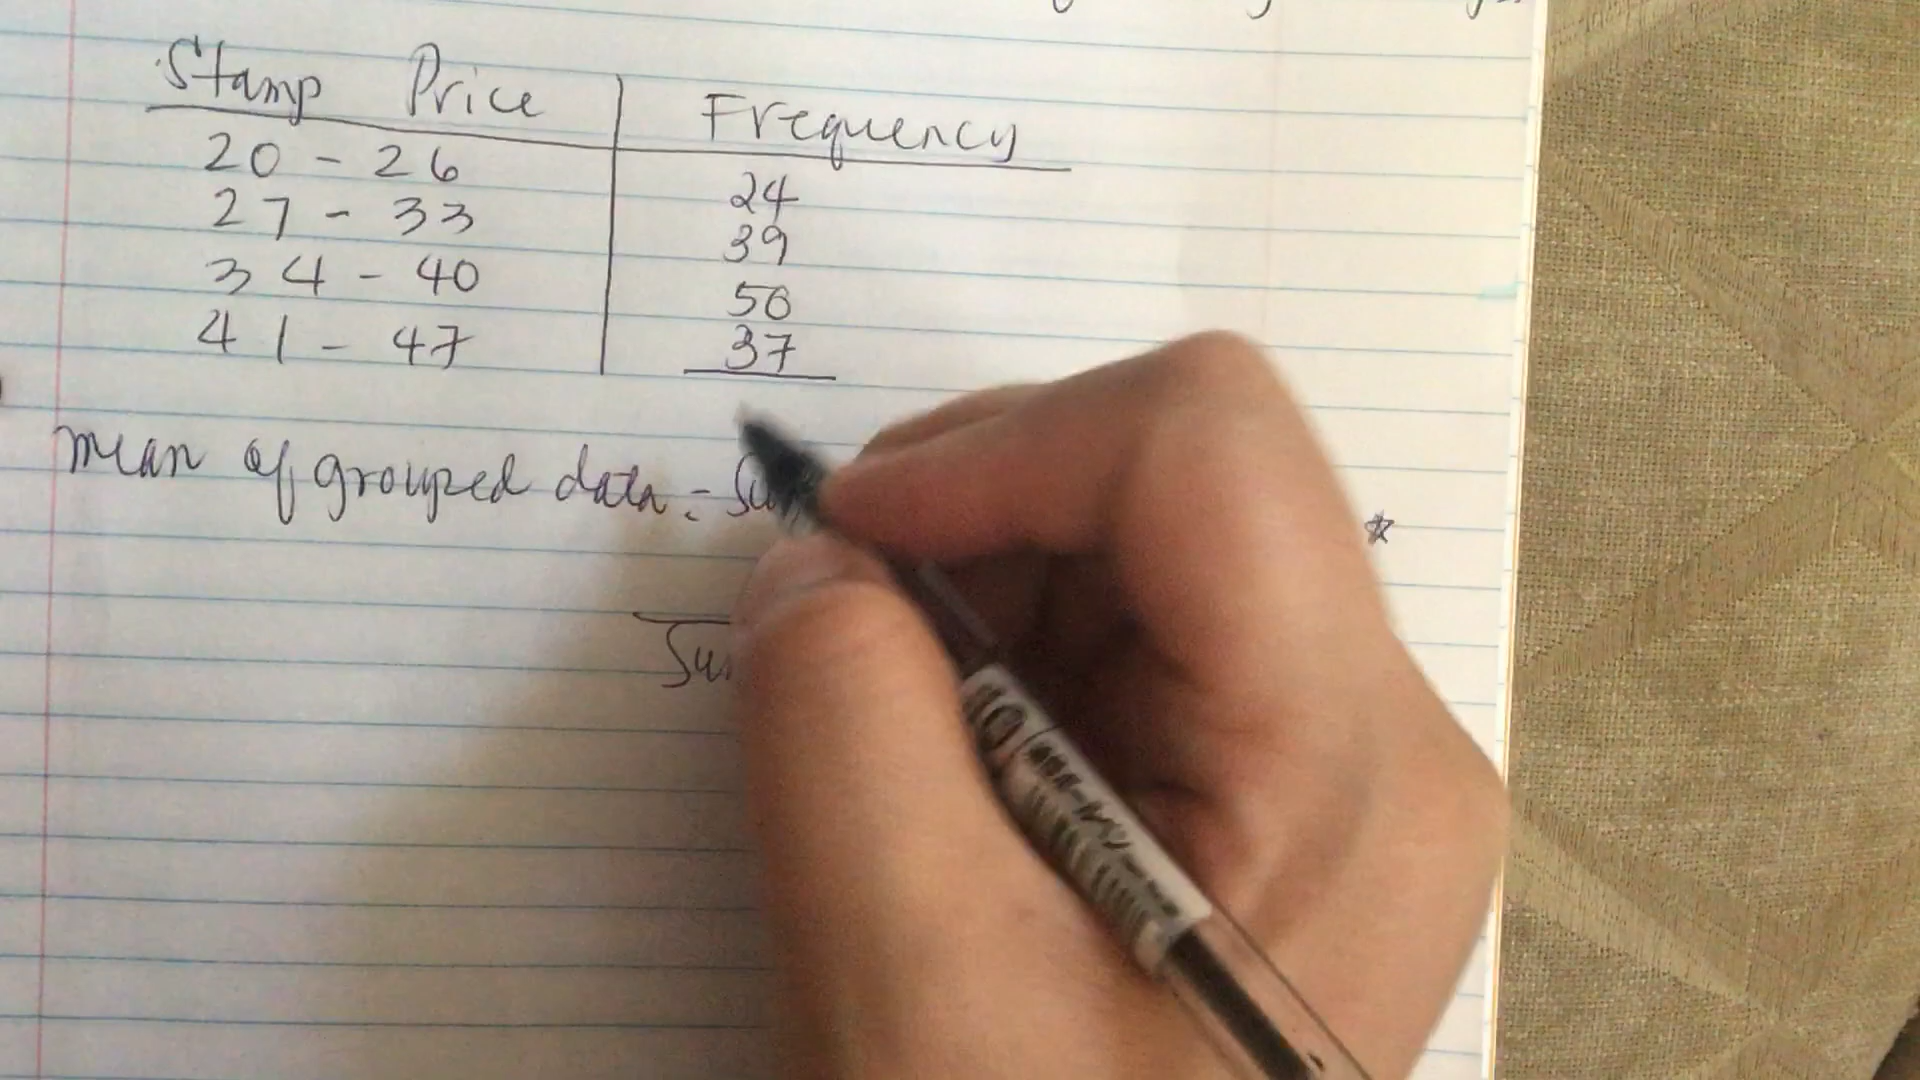 Stamp Price Frequency
20 - 26 24
27 - 33 39
34 - 40 50
41 - 47 37
mean of grouped data =